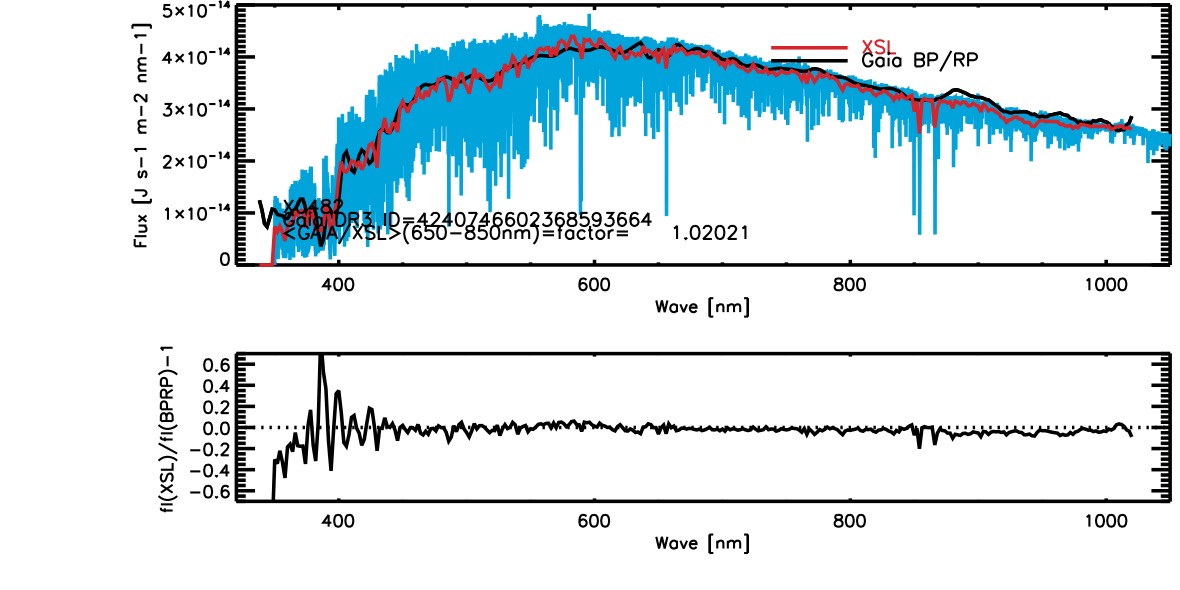 5×10−14
4×10−14
3×10−14
2×10−14
1×10−14
0
Flux [J s−1 m−2 nm−1]
XSL
Gaia BP/RP
X0482
Gaia DR3 ID=4240746602368593664
<GAIA/XSL>(650−850nm)=factor= 1.02021
400 600 800 1000
Wave [nm]
0.6
0.4
0.2
0.0
−0.2
−0.4
−0.6
fl(XSL)/fl(BPRP)−1
400 600 800 1000
Wave [nm]